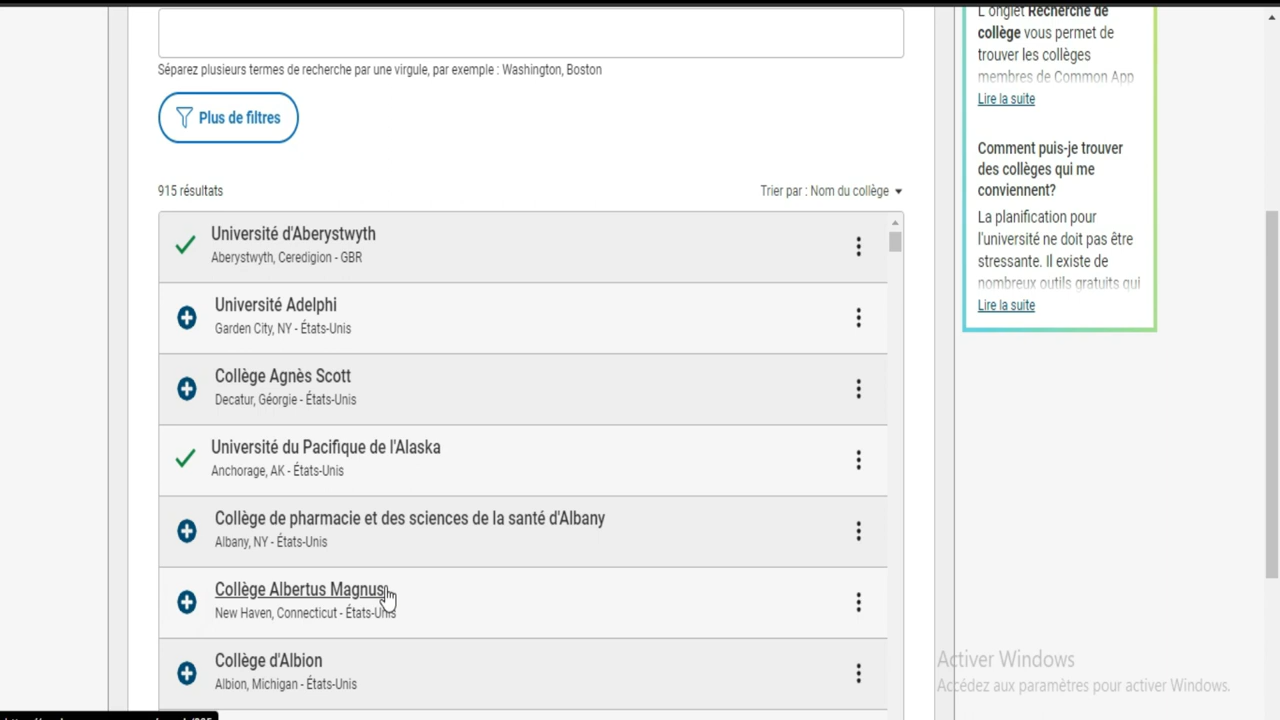 L'onglet Recherche de
collège vous permet de
trouver les collèges
membres de Common App
Lire la suite
Comment puis-je trouver
des collèges qui me
conviennent?
La planification pour
l'université ne doit pas être
stressante. Il existe de
nombreux outils gratuits qui
Lire la suite
Séparez plusieurs termes de recherche par une virgule, par exemple : Washington, Boston
Plus de filtres
915 résultats
Trier par : Nom du collège
Université d'Aberystwyth
Aberystwyth, Ceredigion - GBR
Université Adelphi
Garden City, NY - États-Unis
Collège Agnès Scott
Decatur, Géorgie - États-Unis
Université du Pacifique de l'Alaska
Anchorage, AK - États-Unis
Collège de pharmacie et des sciences de la santé d'Albany
Albany, NY - États-Unis
Collège Albertus Magnus
New Haven, Connecticut - États-Unis
Collège d'Albion
Albion, Michigan - États-Unis
Activer Windows
Accédez aux paramètres pour activer Windows.